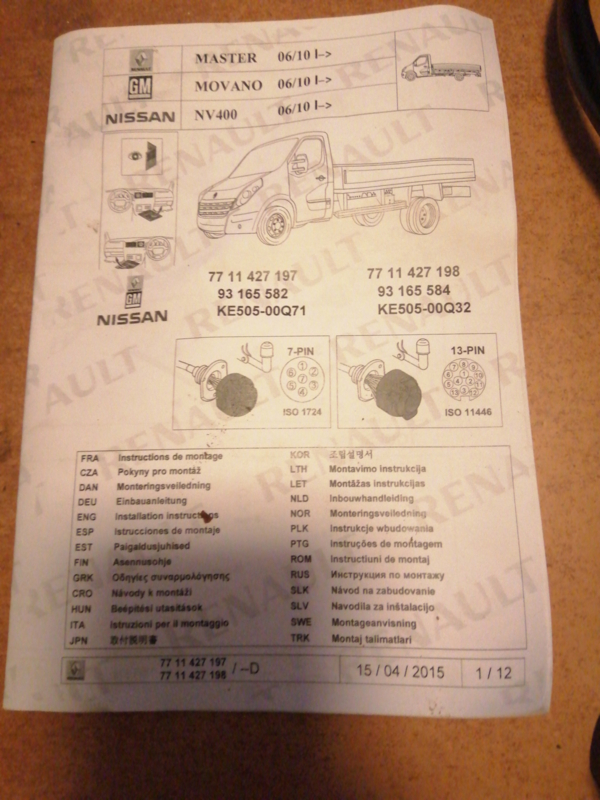 RENAULT
MASTER 06/10 I–>
GM
MOVANO 06/10 I–>
NISSAN
NV400 06/10 I–>
GM
NISSAN
77 11 427 197
93 165 582
KE505-00Q71
77 11 427 198
93 165 584
KE505-00Q32
7-PIN
ISO 1724
13-PIN
ISO 11446
FRA Instructions de montage
CZA Pokyny pro montáž
DAN Monteringsveiledning
DEU Einbauanleitung
ENG Installation instructions
ESP Istrucciones de montaje
EST Paigaldusjuhised
FIN Asennusohje
GRK Οδηγίες συναρμολόγησης
CRO Návody k montáži
HUN Beépítési utasítások
ITA Istruzioni per il montaggio
JPN 取付説明書
KOR 조립설명서
LTH Montavimo instrukcija
LET Montāžas instrukcijas
NLD Inbouwhandleiding
NOR Monteringsveiledning
PLK Instrukcje wbudowania
PTG Instruções de montagem
ROM Instructiuni de montaj
RUS Инструкция по монтажу
SLK Návod na zabudovanie
SLV Navodila za inštalacijo
SWE Montageanvisning
TRK Montaj talimatlari
77 11 427 197
77 11 427 198 / ~D
15 / 04 / 2015
1 / 12